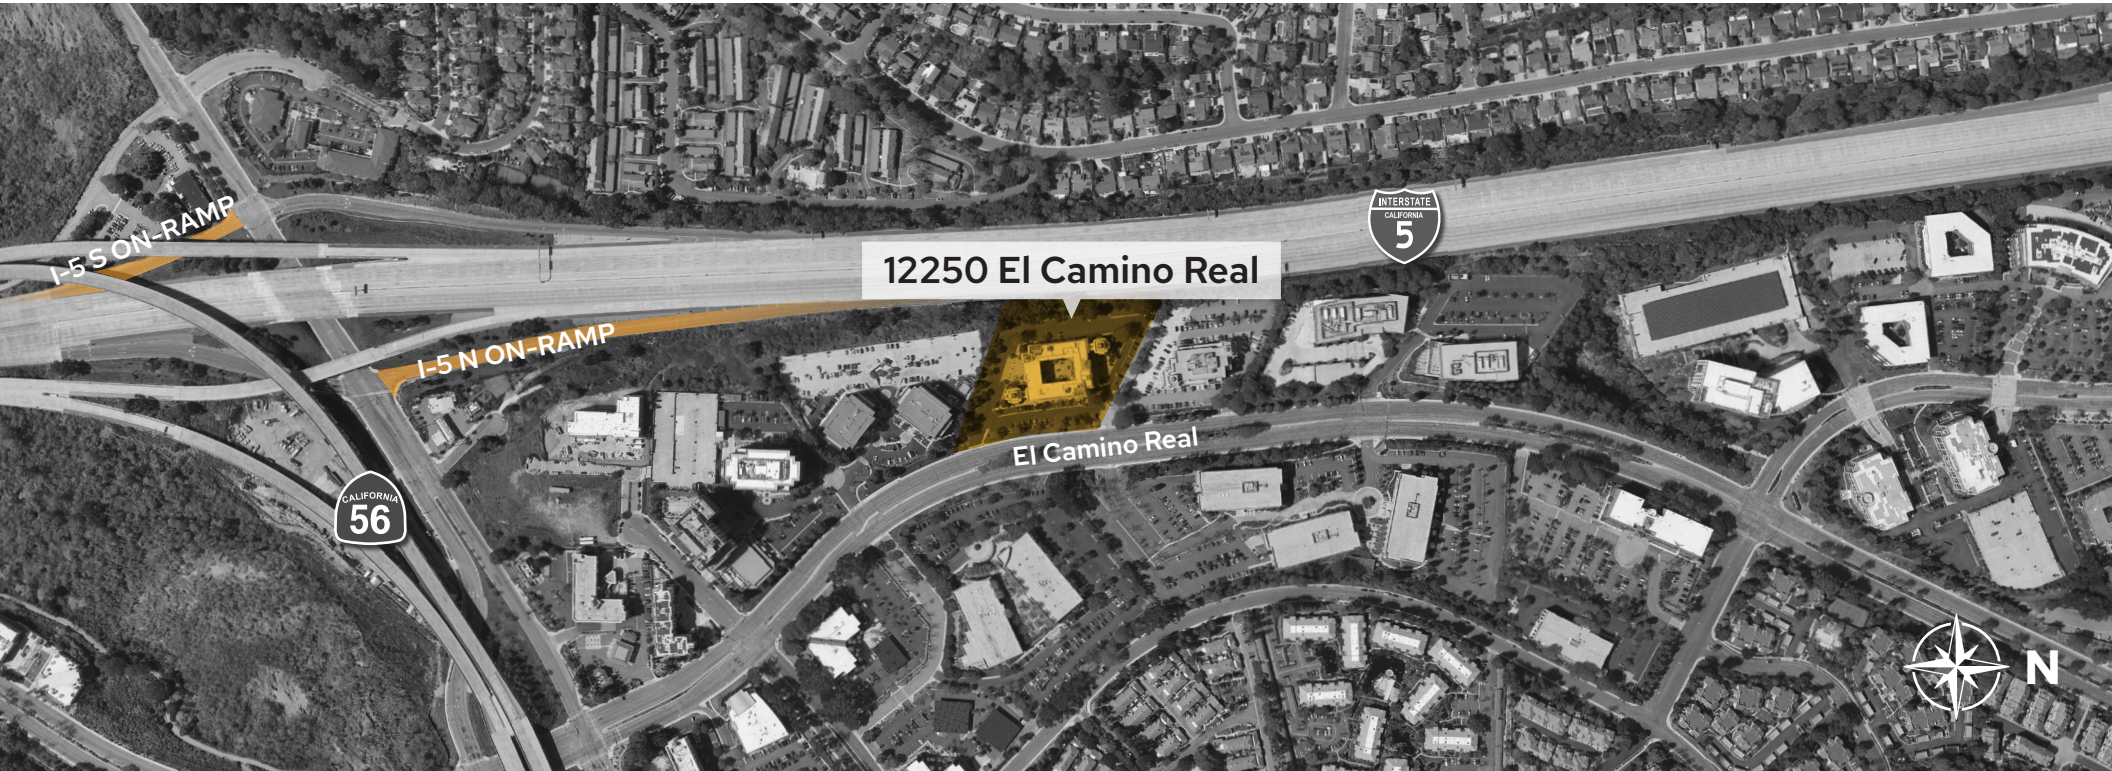 I-5 S ON-RAMP
INTERSTATE
CALIFORNIA
5
12250 El Camino Real
I-5 N ON-RAMP
El Camino Real
CALIFORNIA
56
N